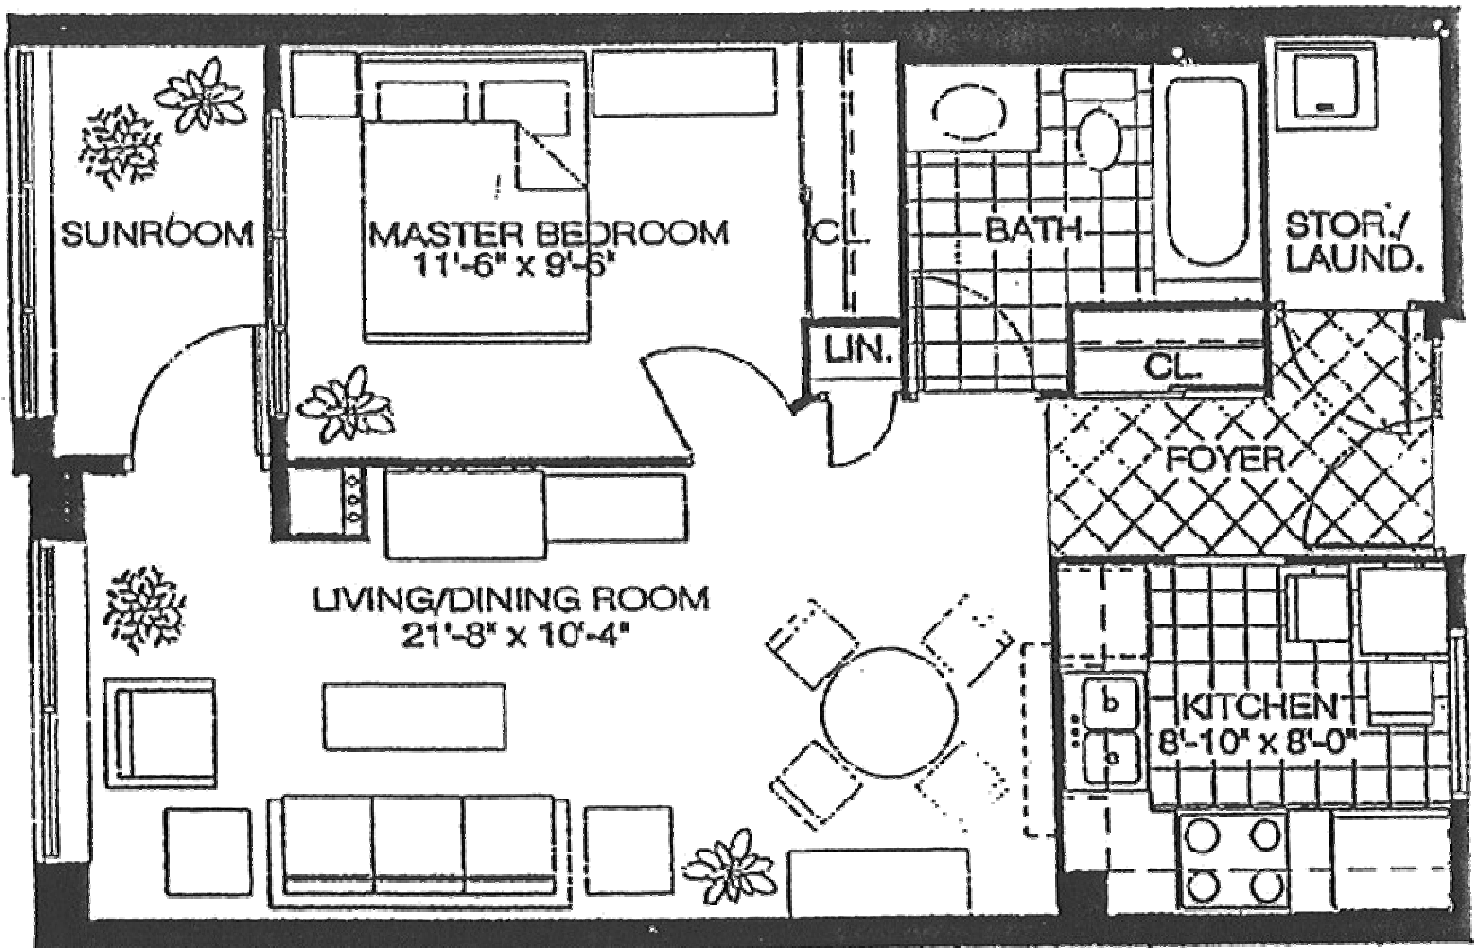 SUNROOM
MASTER BEDROOM
11'-6" x 9'-6"
CL.
BATH
STOR./
LAUND.
LIN.
CL.
FOYER
LIVING/DINING ROOM
21'-8" x 10'-4"
KITCHEN
8'-10" x 8'-0"